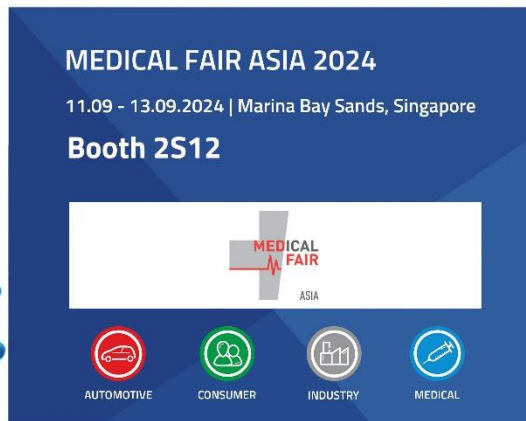 MEDICAL FAIR ASIA 2024
11.09 - 13.09.2024 | Marina Bay Sands, Singapore
Booth 2S12
MEDICAL
FAIR
ASIA
AUTOMOTIVE CONSUMER INDUSTRY MEDICAL